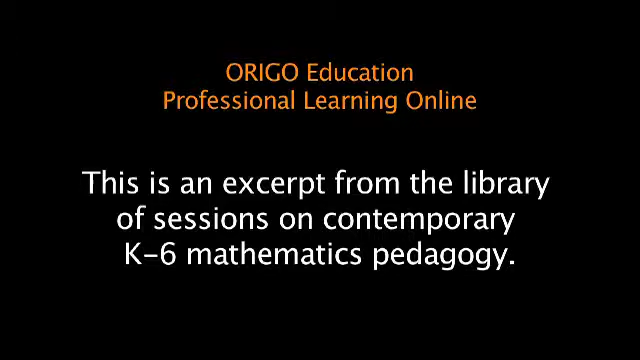 ORIGO Education
Professional Learning Online
This is an excerpt from the library
of sessions on contemporary
K-6 mathematics pedagogy.